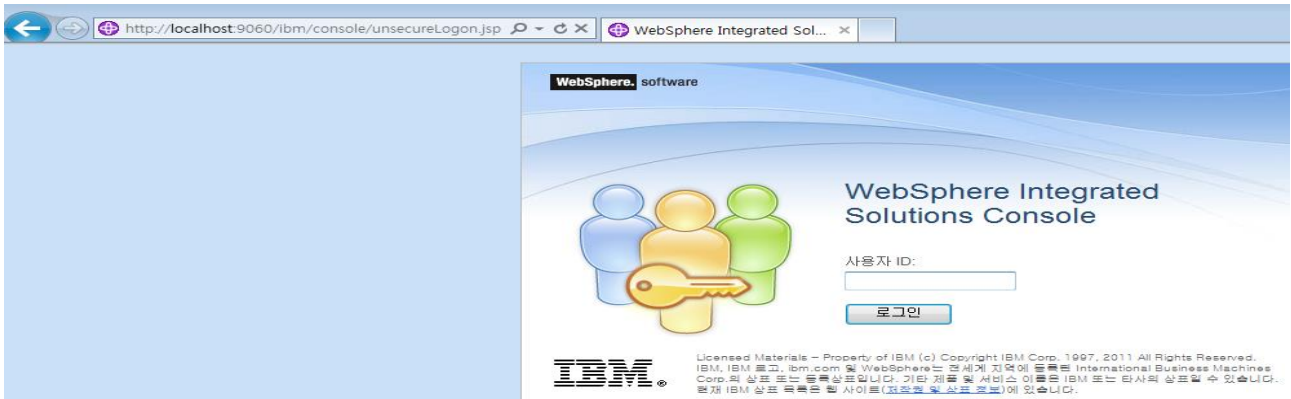 http://localhost:9060/ibm/console/unsecureLogon.jsp
WebSphere Integrated Sol...
WebSphere. software
WebSphere Integrated
Solutions Console
사용자 ID:
로그인
IBM.
Licensed Materials – Property of IBM (c) Copyright IBM Corp. 1997, 2011 All Rights Reserved.
IBM, IBM 로고, ibm.com 및 WebSphere는 전세계 지역에 등록된 International Business Machines
Corp.의 상표 또는 등록상표입니다. 기타 제품 및 서비스 이름은 IBM 또는 타사의 상표일 수 있습니다.
현재 IBM 상표 목록은 웹 사이트(저작권 및 상표 정보)에 있습니다.